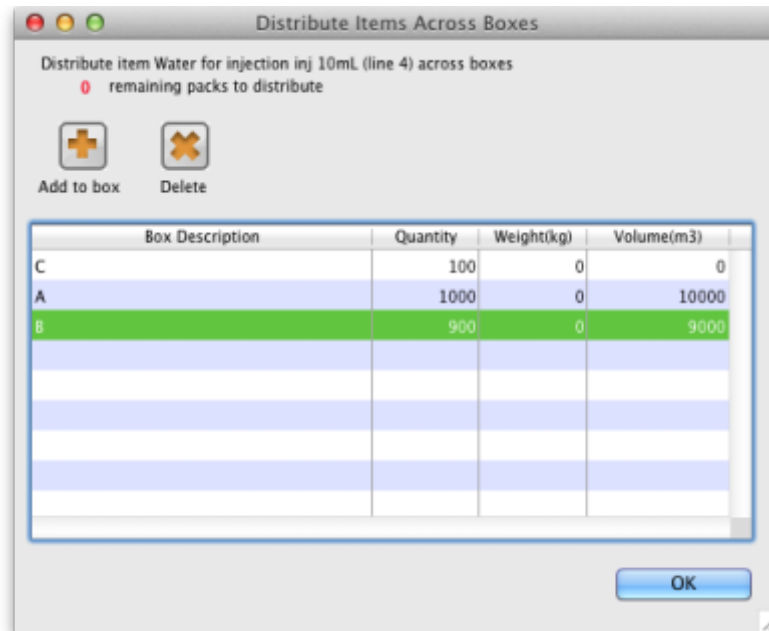 Distribute Items Across Boxes
Distribute item Water for injection inj 10mL (line 4) across boxes
0 remaining packs to distribute
Add to box Delete
Box Description Quantity Weight(kg) Volume(m3)
C 100 0 0
A 1000 0 10000
B 900 0 9000
OK